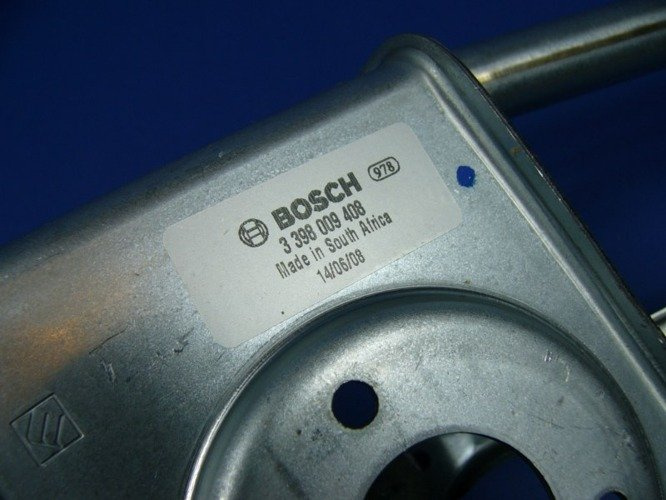 BOSCH 978
3 398 009 408
Made in South Africa
14/06/08